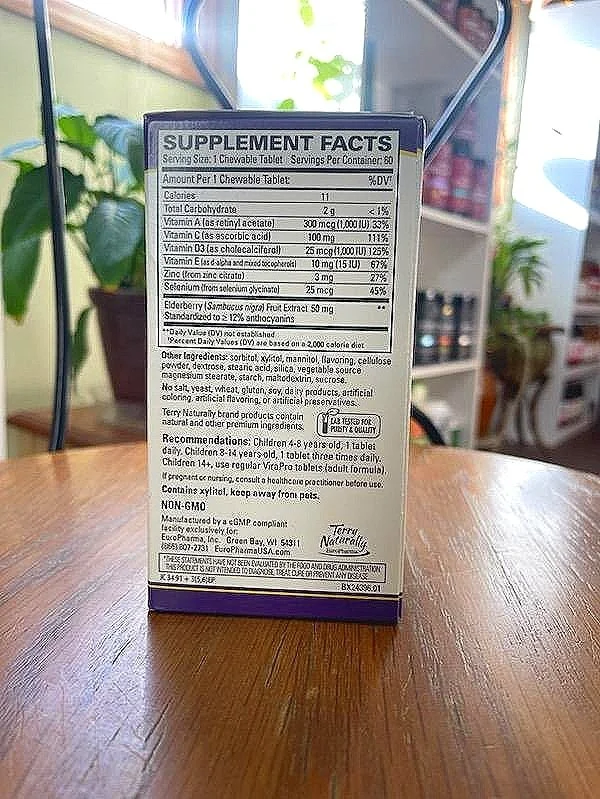 SUPPLEMENT FACTS
Serving Size: 1 Chewable Tablet Servings Per Container: 60
Amount Per 1 Chewable Tablet: %DV†
Calories 11
Total Carbohydrate 2 g < 1%
Vitamin A (as retinyl acetate) 300 mcg (1,000 IU) 33%
Vitamin C (as ascorbic acid) 100 mg 111%
Vitamin D3 (as cholecalciferol) 25 mcg (1,000 IU) 125%
Vitamin E (as d-alpha and mixed tocopherols) 10 mg (15 IU) 67%
Zinc (from zinc citrate) 3 mg 27%
Selenium (from selenium glycinate) 25 mcg 45%
Elderberry (Sambucus nigra) Fruit Extract 50 mg **
Standardized to ≥ 12% anthocyanins
**Daily Value (DV) not established
†Percent Daily Values (DV) are based on a 2,000 calorie diet
Other Ingredients: sorbitol, xylitol, mannitol, flavoring, cellulose
powder, dextrose, stearic acid, silica, vegetable source
magnesium stearate, starch, maltodextrin, sucrose.
No salt, yeast, wheat, gluten, soy, dairy products, artificial
coloring, artificial flavoring, or artificial preservatives.
Terry Naturally brand products contain
natural and other premium ingredients.
LAB TESTED FOR
PURITY & QUALITY
Recommendations: Children 4-8 years old, 1 tablet
daily. Children 8-14 years old, 1 tablet three times daily.
Children 14+, use regular ViraPro tablets (adult formula).
If pregnant or nursing, consult a healthcare practitioner before use.
Contains xylitol, keep away from pets.
NON-GMO
Manufactured by a cGMP compliant
facility exclusively for:
EuroPharma, Inc. Green Bay, WI 54311
(866) 607-2731 EuroPharmaUSA.com
Terry
Naturally
EuroPharma
*THESE STATEMENTS HAVE NOT BEEN EVALUATED BY THE FOOD AND DRUG ADMINISTRATION.
THIS PRODUCT IS NOT INTENDED TO DIAGNOSE, TREAT, CURE OR PREVENT ANY DISEASE.
BX24396.01